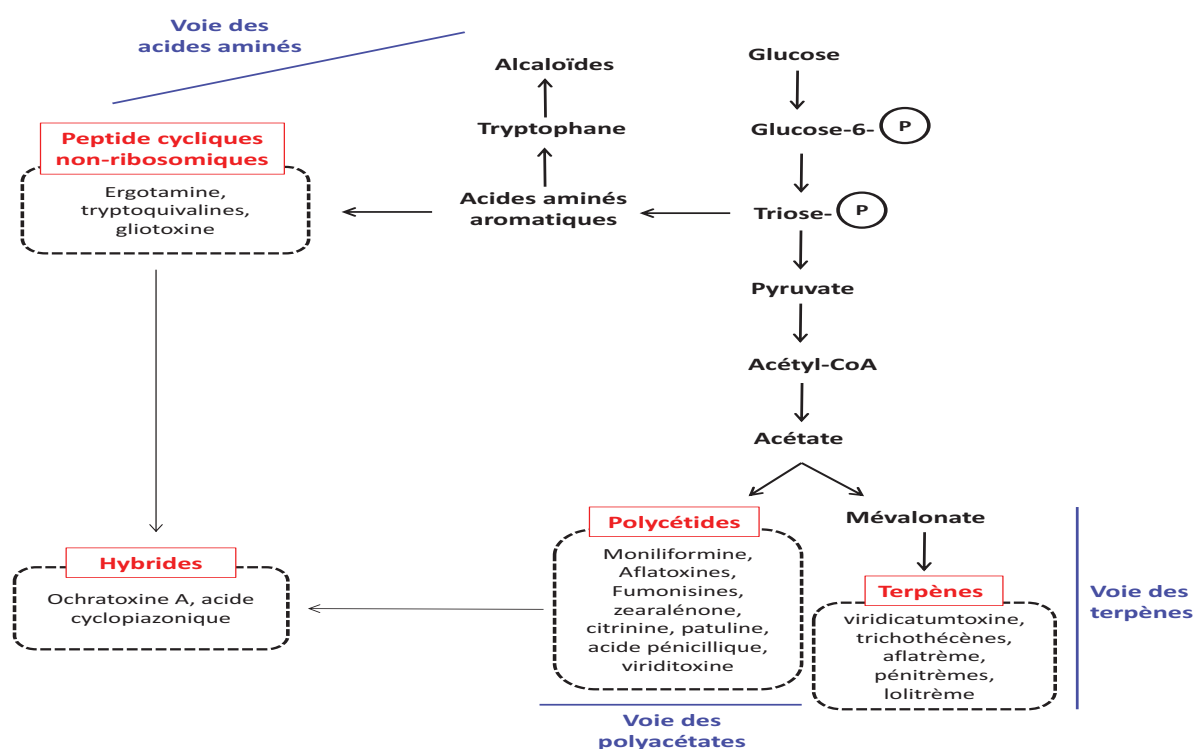 Voie des
acides aminés
Alcaloïdes
Glucose
Peptide cycliques
non-ribosomiques
Tryptophane
Glucose-6- P
Ergotamine,
tryptoquivalines,
gliotoxine
Acides aminés
aromatiques
Triose- P
Pyruvate
Acétyl-CoA
Acétate
Polycétides
Mévalonate
Hybrides
Moniliformine,
Aflatoxines,
Fumonisines,
zearalénone,
citrinine, patuline,
acide pénicillique,
viriditoxine
Terpènes
Voie des
terpènes
Ochratoxine A, acide
cyclopiazonique
viridicatumtoxine,
trichothécènes,
aflatrème,
pénitrèmes,
lolitrème
Voie des
polyacétates